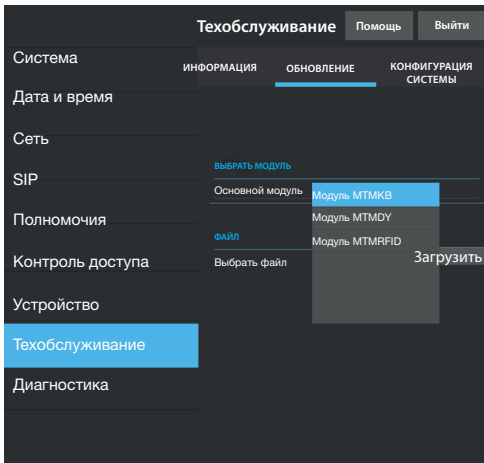 Техобслуживание
Помощь
Выйти
Система
Дата и время
Сеть
SIP
Полномочия
Контроль доступа
Устройство
Техобслуживание
Диагностика
ИНФОРМАЦИЯ
ОБНОВЛЕНИЕ
КОНФИГУРАЦИЯ
СИСТЕМЫ
ВЫБРАТЬ МОДУЛЬ
Основной модуль
Модуль MTMKB
Модуль MTMDY
Модуль MTMRFID
ФАЙЛ
Выбрать файл
Загрузить